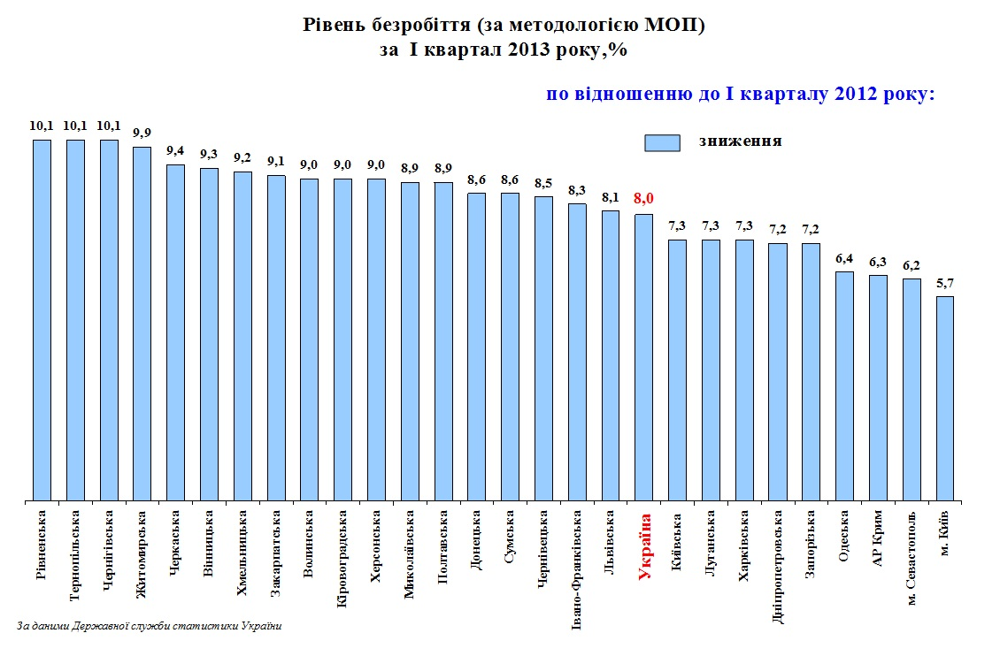 Рівень безробіття (за методологією МОП)
за І квартал 2013 року,%
по відношенню до І кварталу 2012 року:
зниження
10,1 10,1 10,1 9,9 9,4 9,3 9,2 9,1 9,0 9,0 9,0 8,9 8,9 8,6 8,6 8,5 8,3 8,1 8,0 7,3 7,3 7,3 7,2 7,2 6,4 6,3 6,2 5,7
Рівненська
Тернопільська
Чернігівська
Житомирська
Черкаська
Вінницька
Хмельницька
Закарпатська
Волинська
Кіровоградська
Херсонська
Миколаївська
Полтавська
Донецька
Сумська
Чернівецька
Івано-Франківська
Львівська
Україна
Київська
Луганська
Харківська
Дніпропетровська
Запорізька
Одеська
АР Крим
м. Севастополь
м. Київ
За даними Державної служби статистики України